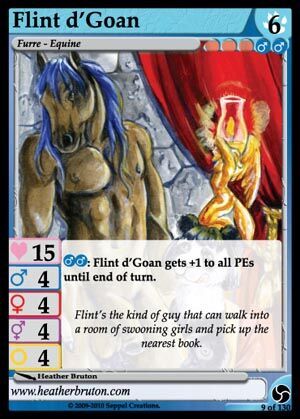 Flint d'Goan
6
Furre - Equine
15
♂♂: Flint d'Goan gets +1 to all PEs
until end of turn.
4
4
4
4
Flint's the kind of guy that can walk into
a room of swooning girls and pick up the
nearest book.
Heather Bruton
www.heatherbruton.com
© 2009-2010 Seppel Creations.
9 of 130